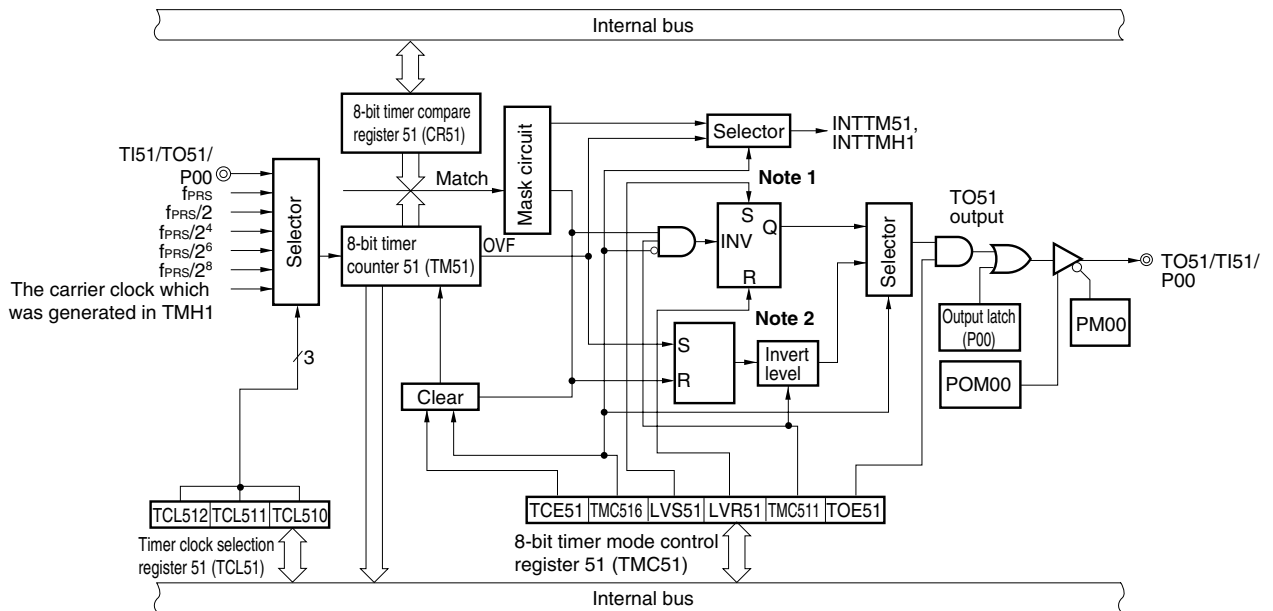 Internal bus
8-bit timer compare
register 51 (CR51)
Mask circuit
Selector
INTTM51,
INTTMH1
TI51/TO51/
P00
fPRS
fPRS/2
fPRS/2⁴
fPRS/2⁶
fPRS/2⁸
The carrier clock which
was generated in TMH1
Selector
Match
8-bit timer
counter 51 (TM51)
OVF
Note 1
S
INV
Q
R
Note 2
S
R
Invert
level
Selector
TO51
output
TO51/TI51/
P00
Output latch
(P00)
PM00
POM00
3
Clear
TCL512 TCL511 TCL510
Timer clock selection
register 51 (TCL51)
TCE51 TMC516 LVS51 LVR51 TMC511 TOE51
8-bit timer mode control
register 51 (TMC51)
Internal bus